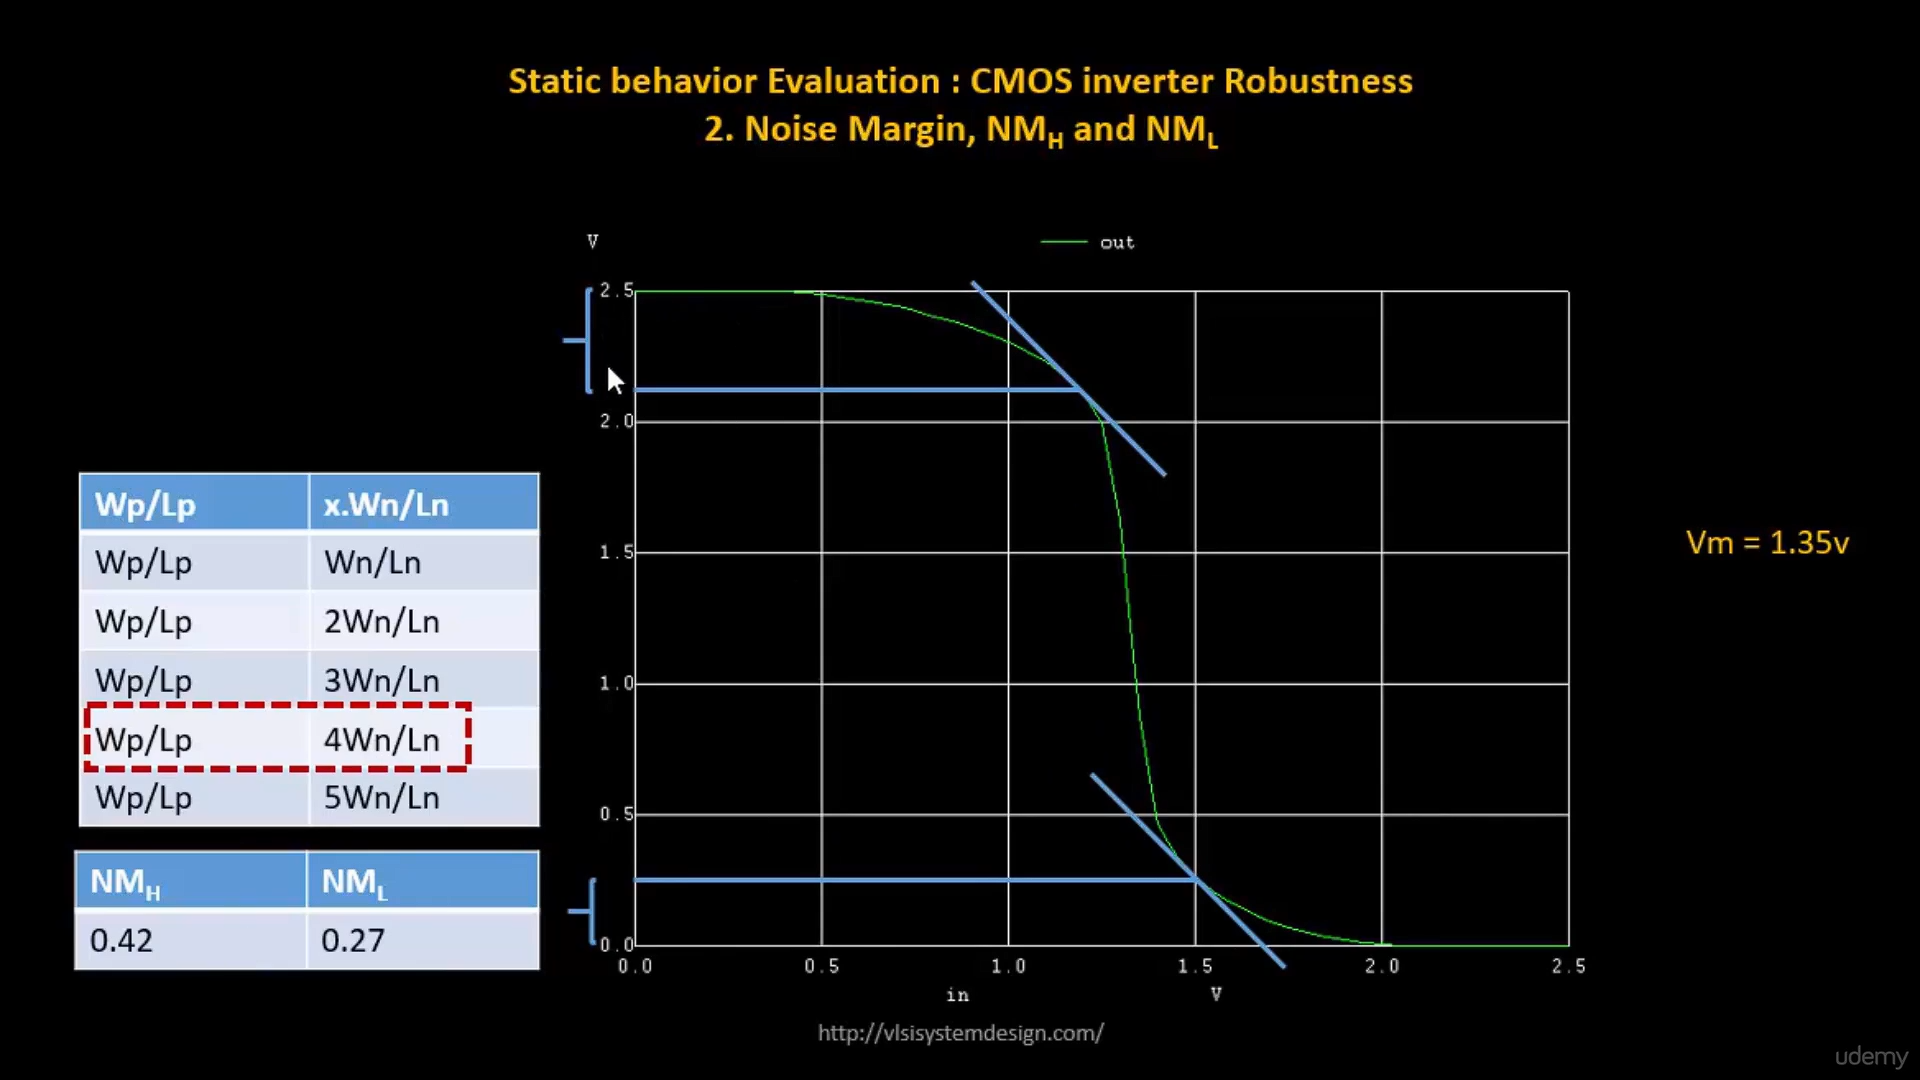 Static behavior Evaluation : CMOS inverter Robustness
2. Noise Margin, NMH and NML
V
out
2.5
2.0
1.5
1.0
0.5
0.0
0.0 0.5 1.0 1.5 2.0 2.5
in V
Vm = 1.35v
Wp/Lp x.Wn/Ln
Wp/Lp Wn/Ln
Wp/Lp 2Wn/Ln
Wp/Lp 3Wn/Ln
Wp/Lp 4Wn/Ln
Wp/Lp 5Wn/Ln
NMH NML
0.42 0.27
http://vlsisystemdesign.com/
udemy